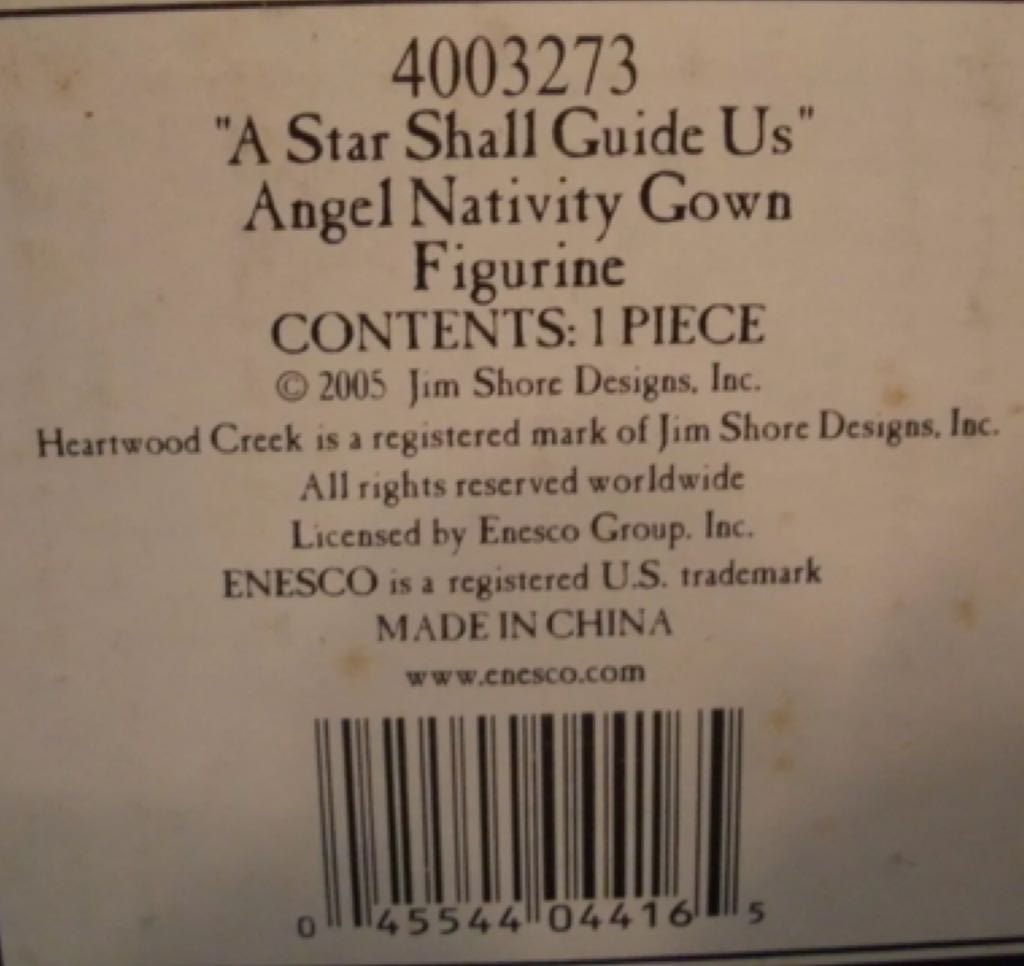 4003273
"A Star Shall Guide Us"
Angel Nativity Gown
Figurine
CONTENTS: 1 PIECE
© 2005 Jim Shore Designs, Inc.
Heartwood Creek is a registered mark of Jim Shore Designs, Inc.
All rights reserved worldwide
Licensed by Enesco Group, Inc.
ENESCO is a registered U.S. trademark
MADE IN CHINA
www.enesco.com
0 45544 04416 5